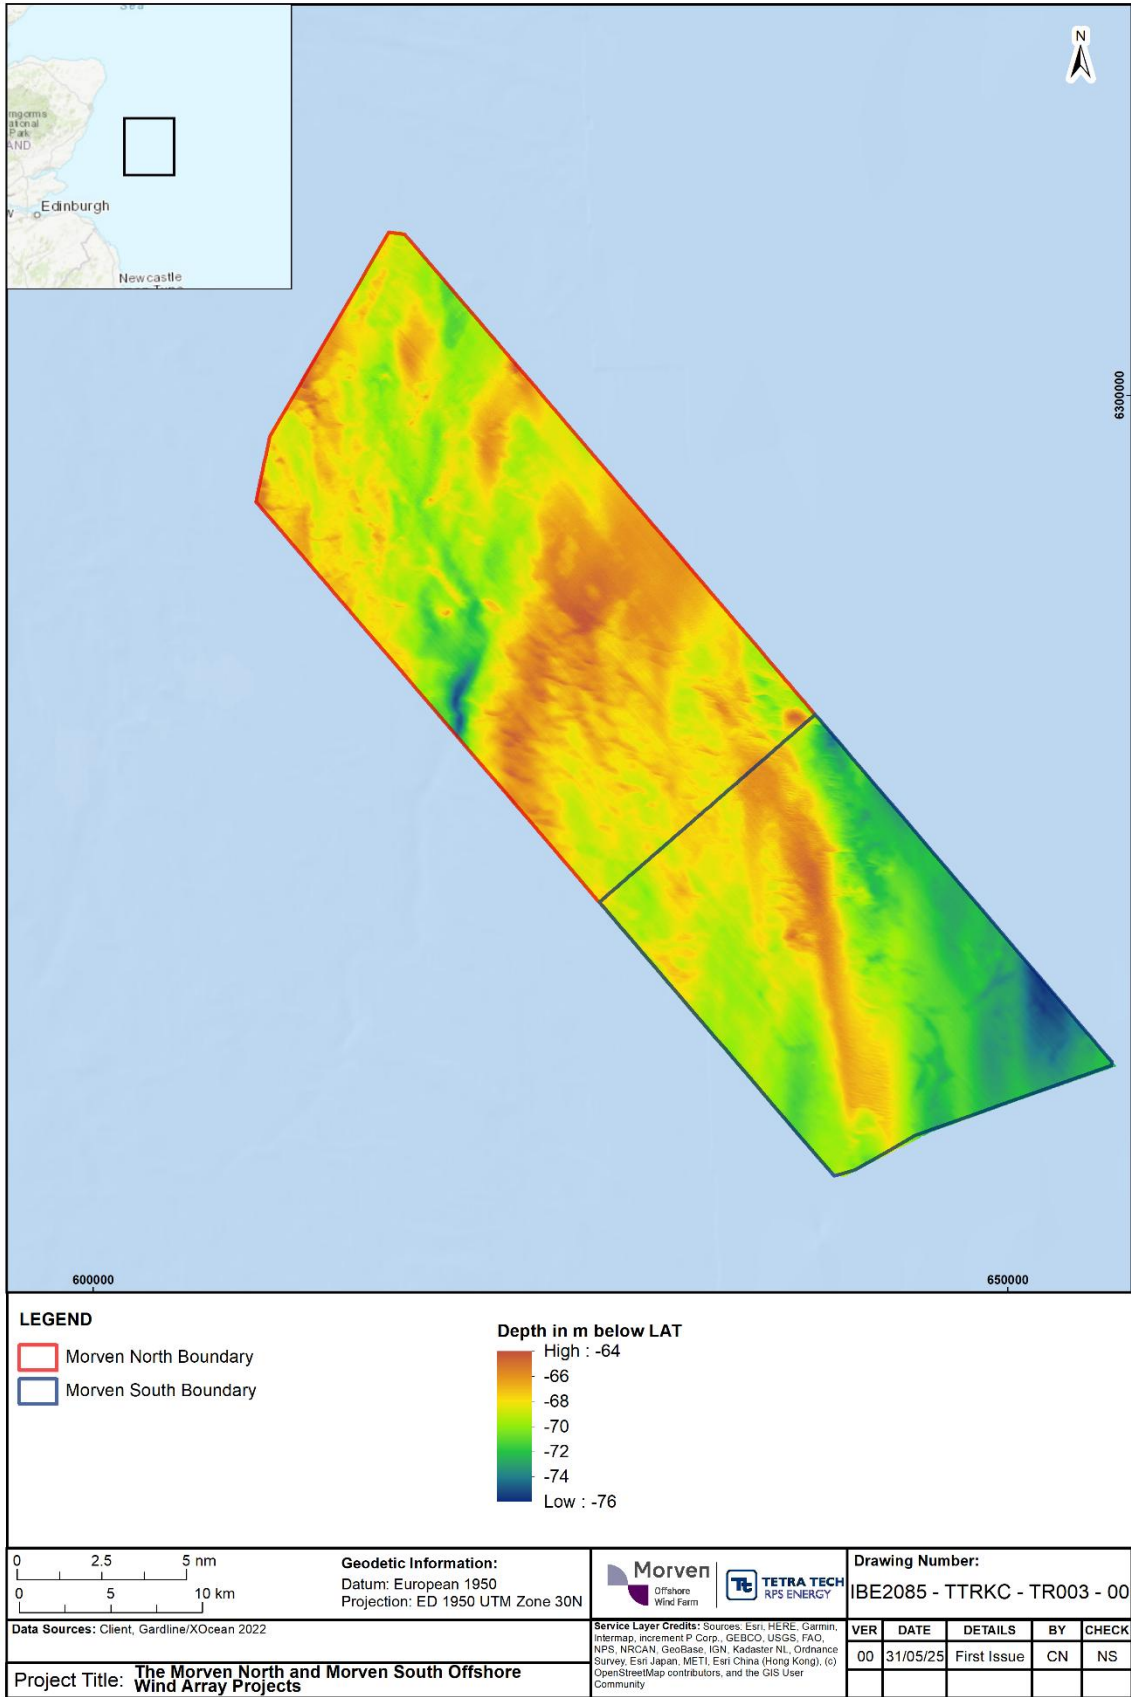 Sea
N
rngorms
ational
Park
AND
Edinburgh
Newcastle
6300000
600000
650000
LEGEND
Morven North Boundary
Morven South Boundary
Depth in m below LAT
High : -64
-66
-68
-70
-72
-74
Low : -76
0 2.5 5 nm
0 5 10 km
Geodetic Information:
Datum: European 1950
Projection: ED 1950 UTM Zone 30N
Morven
Offshore
Wind Farm
Tt TETRA TECH
RPS ENERGY
Drawing Number:
IBE2085 - TTRKC - TR003 - 00
Data Sources: Client, Gardline/XOcean 2022
Service Layer Credits: Sources: Esri, HERE, Garmin,
Intermap, increment P Corp., GEBCO, USGS, FAO,
NPS, NRCAN, GeoBase, IGN, Kadaster NL, Ordnance
Survey, Esri Japan, METI, Esri China (Hong Kong), (c)
OpenStreetMap contributors, and the GIS User
Community
VER DATE DETAILS BY CHECK
00 31/05/25 First Issue CN NS
Project Title: The Morven North and Morven South Offshore
Wind Array Projects